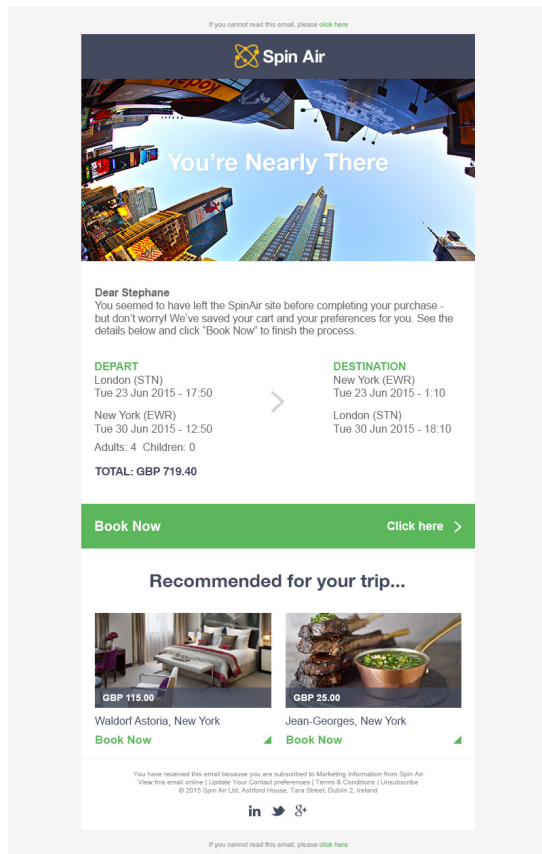 If you cannot read this email, please click here
Spin Air
You're Nearly There
Dear Stephane
You seemed to have left the SpinAir site before completing your purchase -
but don't worry! We've saved your cart and your preferences for you. See the
details below and click "Book Now" to finish the process.
DEPART
London (STN)
Tue 23 Jun 2015 - 17:50
New York (EWR)
Tue 30 Jun 2015 - 12:50
Adults: 4 Children: 0
TOTAL: GBP 719.40
DESTINATION
New York (EWR)
Tue 23 Jun 2015 - 1:10
London (STN)
Tue 30 Jun 2015 - 18:10
Book Now
Click here
Recommended for your trip...
GBP 115.00
Waldorf Astoria, New York
Book Now
GBP 25.00
Jean-Georges, New York
Book Now
You have received this email because you are subscribed to Marketing Information from Spin Air
View this email online | Update Your Contact preferences | Terms & Conditions | Unsubscribe
© 2015 Spin Air Ltd, Ashford House, Tara Street, Dublin 2, Ireland
in
g+
If you cannot read this email, please click here